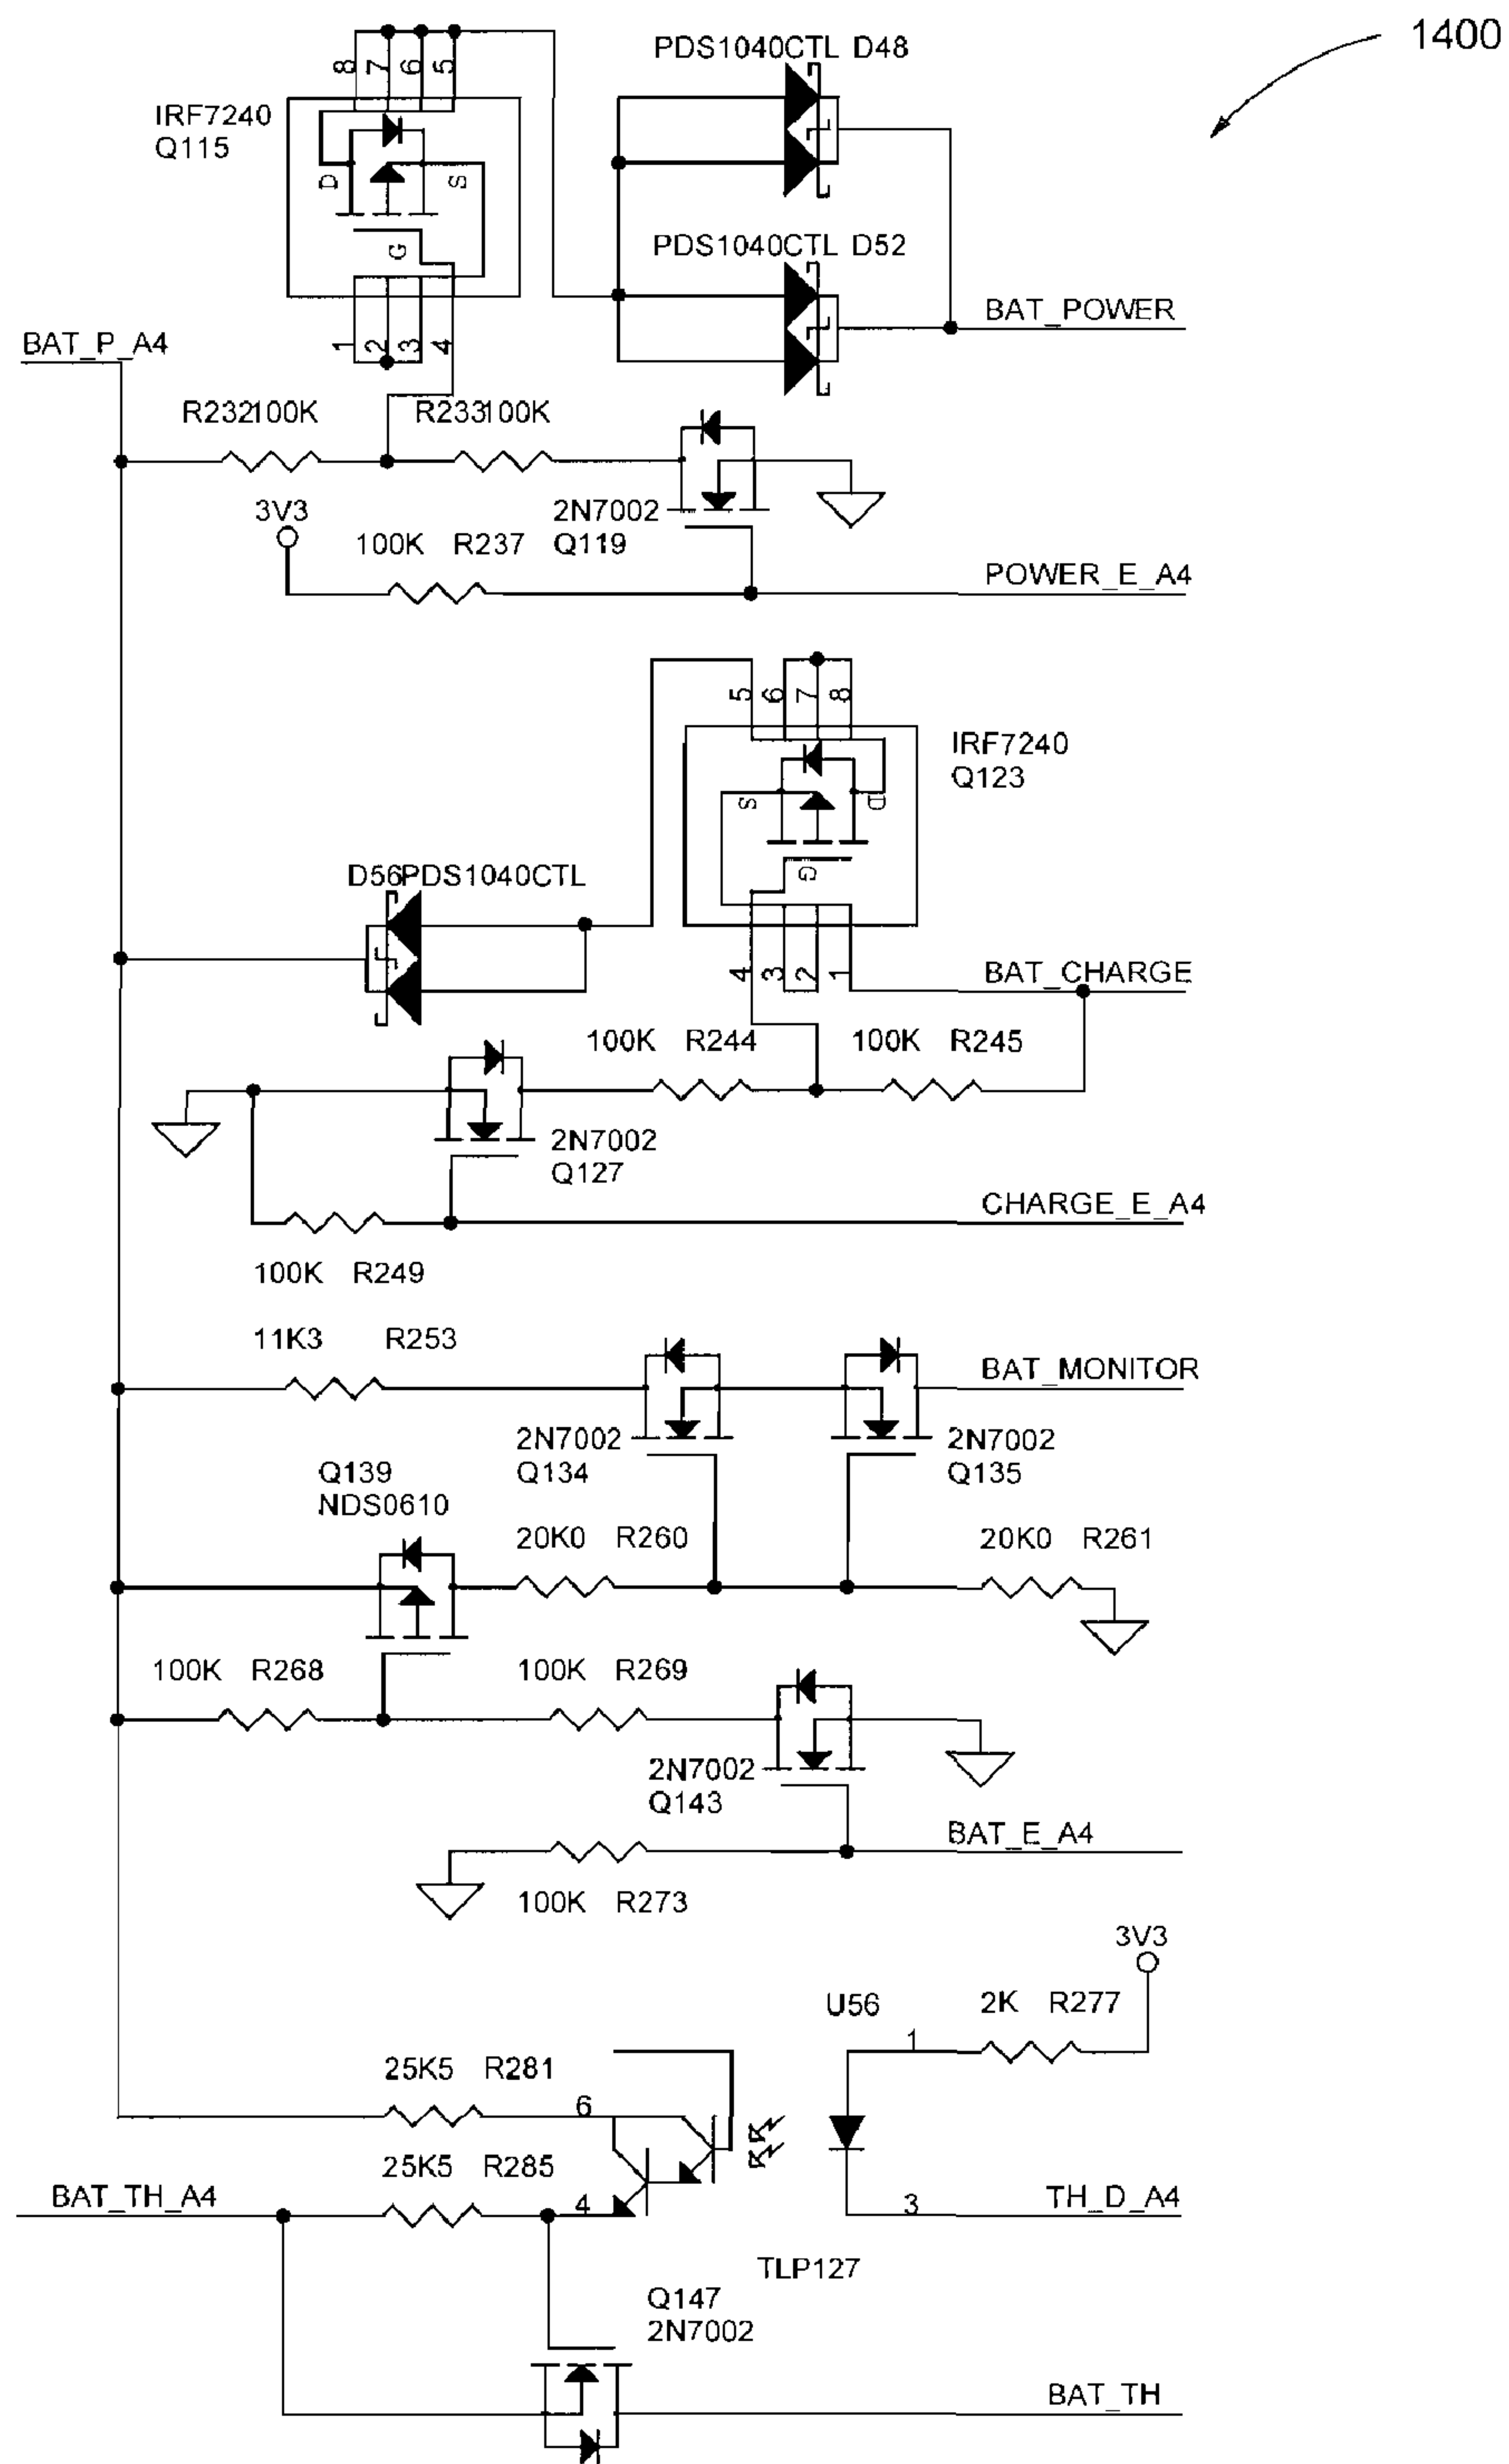 1400
PDS1040CTL D48
8 7 6 5
IRF7240
Q115
D S
G
PDS1040CTL D52
BAT_POWER
BAT_P_A4
1 2 3 4
R232100K R233100K
3V3
2N7002
Q119
100K R237
POWER_E_A4
5 6 7 8
IRF7240
Q123
S D
G
D56PDS1040CTL
4 3 2 1
BAT_CHARGE
100K R244 100K R245
2N7002
Q127
CHARGE_E_A4
100K R249
11K3 R253
BAT_MONITOR
2N7002
Q134
2N7002
Q135
Q139
NDS0610
20K0 R260 20K0 R261
100K R268 100K R269
2N7002
Q143
BAT_E_A4
100K R273
3V3
U56 2K R277
1
25K5 R281
6
25K5 R285
BAT_TH_A4
4
3
TH_D_A4
TLP127
Q147
2N7002
BAT_TH